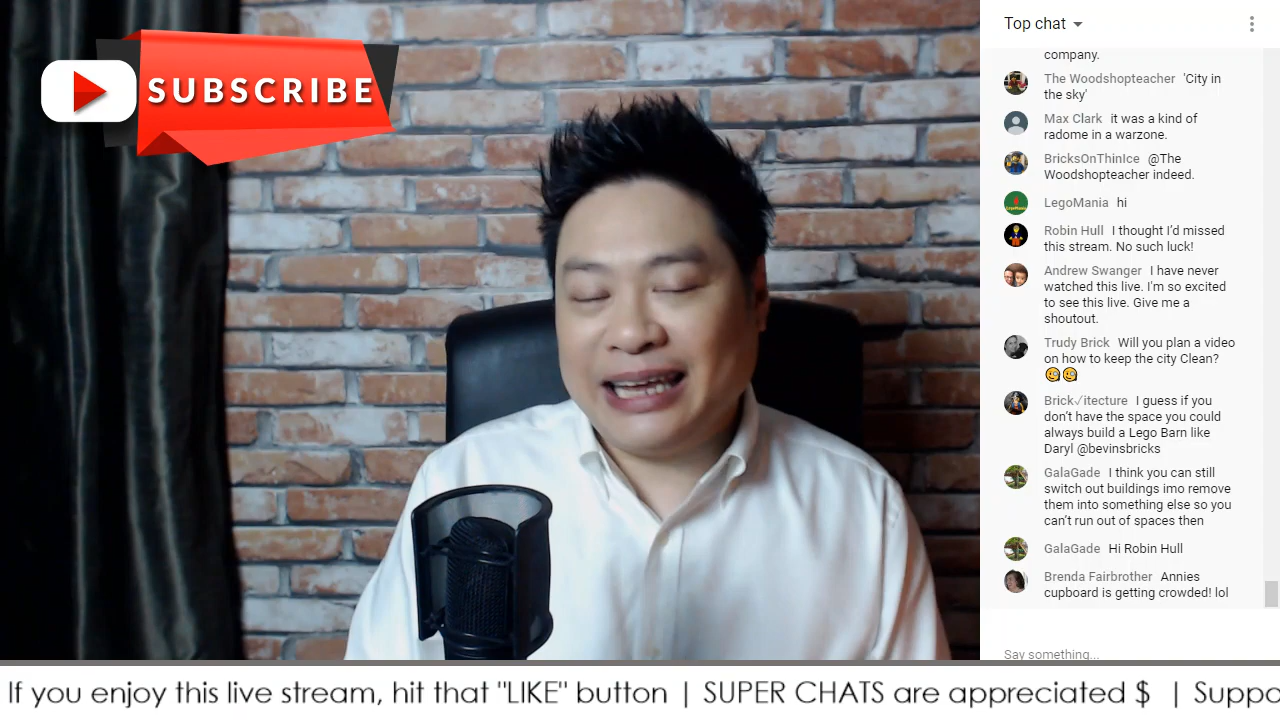 SUBSCRIBE
Top chat
company.
The Woodshopteacher 'City in
the sky'
Max Clark it was a kind of
radome in a warzone.
BricksOnThinIce @The
Woodshopteacher indeed.
LegoMania hi
Robin Hull I thought I'd missed
this stream. No such luck!
Andrew Swanger I have never
watched this live. I'm so excited
to see this live. Give me a
shoutout.
Trudy Brick Will you plan a video
on how to keep the city Clean?
Brick✓itecture I guess if you
don't have the space you could
always build a Lego Barn like
Daryl @bevinsbricks
GalaGade I think you can still
switch out buildings imo remove
them into something else so you
can't run out of spaces then
GalaGade Hi Robin Hull
Brenda Fairbrother Annies
cupboard is getting crowded! lol
Say something...
If you enjoy this live stream, hit that "LIKE" button | SUPER CHATS are appreciated $ | Suppo